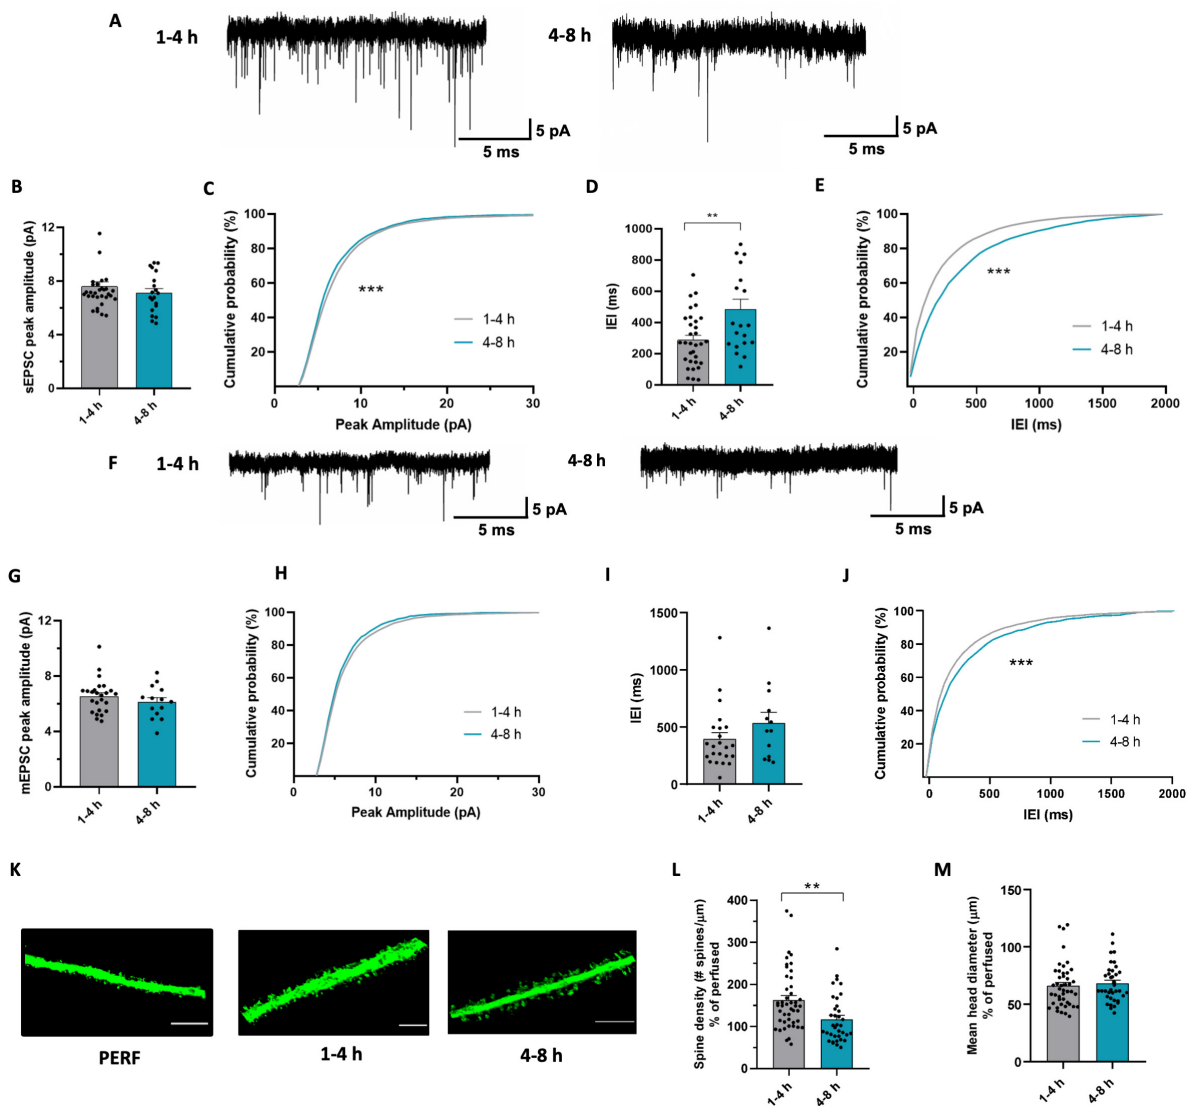 A
1-4 h
4-8 h
5 pA
5 ms
5 pA
5 ms
B
sEPSC peak amplitude (pA)
12
8
4
0
1-4 h
4-8 h
C
Cumulative probability (%)
100
80
60
40
20
***
1-4 h
4-8 h
0
10
20
30
Peak Amplitude (pA)
D
IEI (ms)
**
1000
800
600
400
200
0
1-4 h
4-8 h
E
Cumulative probability (%)
100
80
60
40
20
***
1-4 h
4-8 h
0
500
1000
1500
2000
IEI (ms)
F
1-4 h
4-8 h
5 pA
5 ms
5 pA
5 ms
G
mEPSC peak amplitude (pA)
12
8
4
0
1-4 h
4-8 h
H
Cumulative probability (%)
100
80
60
40
20
1-4 h
4-8 h
0
10
20
30
Peak Amplitude (pA)
I
IEI (ms)
1500
1000
500
0
1-4 h
4-8 h
J
Cumulative probability (%)
100
80
60
40
20
***
1-4 h
4-8 h
0
500
1000
1500
2000
IEI (ms)
K
PERF
1-4 h
4-8 h
L
Spine density (# spines/μm)
% of perfused
**
400
350
300
250
200
150
100
50
0
1-4 h
4-8 h
M
Mean head diameter (μm)
% of perfused
150
100
50
0
1-4 h
4-8 h